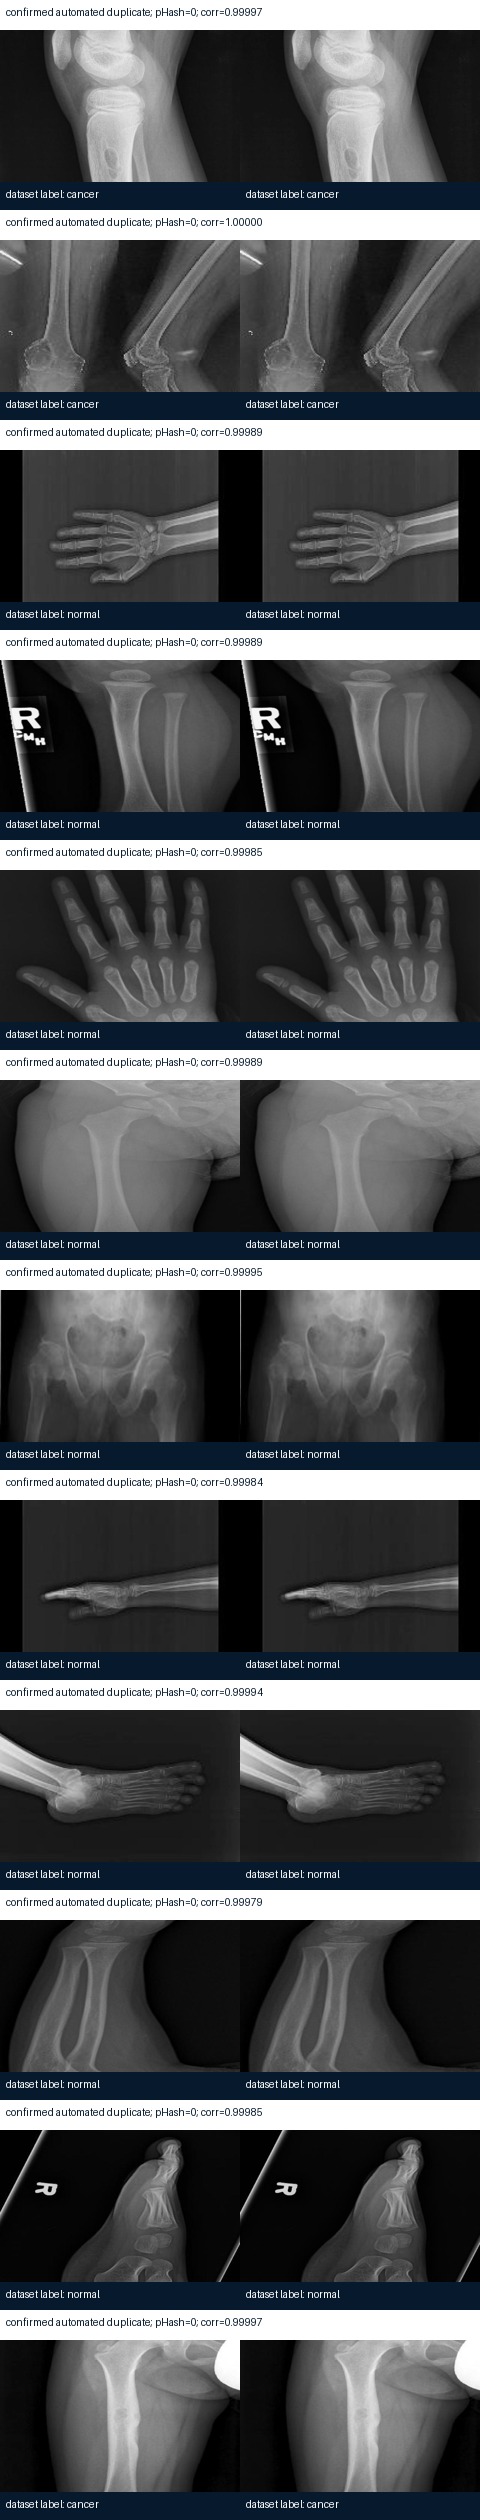 confirmed automated duplicate; pHash=0; corr=0.99997
dataset label: cancer dataset label: cancer
confirmed automated duplicate; pHash=0; corr=1.00000
dataset label: cancer dataset label: cancer
confirmed automated duplicate; pHash=0; corr=0.99989
dataset label: normal dataset label: normal
confirmed automated duplicate; pHash=0; corr=0.99989
R R
CMH CMH
dataset label: normal dataset label: normal
confirmed automated duplicate; pHash=0; corr=0.99985
dataset label: normal dataset label: normal
confirmed automated duplicate; pHash=0; corr=0.99989
dataset label: normal dataset label: normal
confirmed automated duplicate; pHash=0; corr=0.99995
dataset label: normal dataset label: normal
confirmed automated duplicate; pHash=0; corr=0.99984
dataset label: normal dataset label: normal
confirmed automated duplicate; pHash=0; corr=0.99994
dataset label: normal dataset label: normal
confirmed automated duplicate; pHash=0; corr=0.99979
dataset label: normal dataset label: normal
confirmed automated duplicate; pHash=0; corr=0.99985
R R
dataset label: normal dataset label: normal
confirmed automated duplicate; pHash=0; corr=0.99997
dataset label: cancer dataset label: cancer